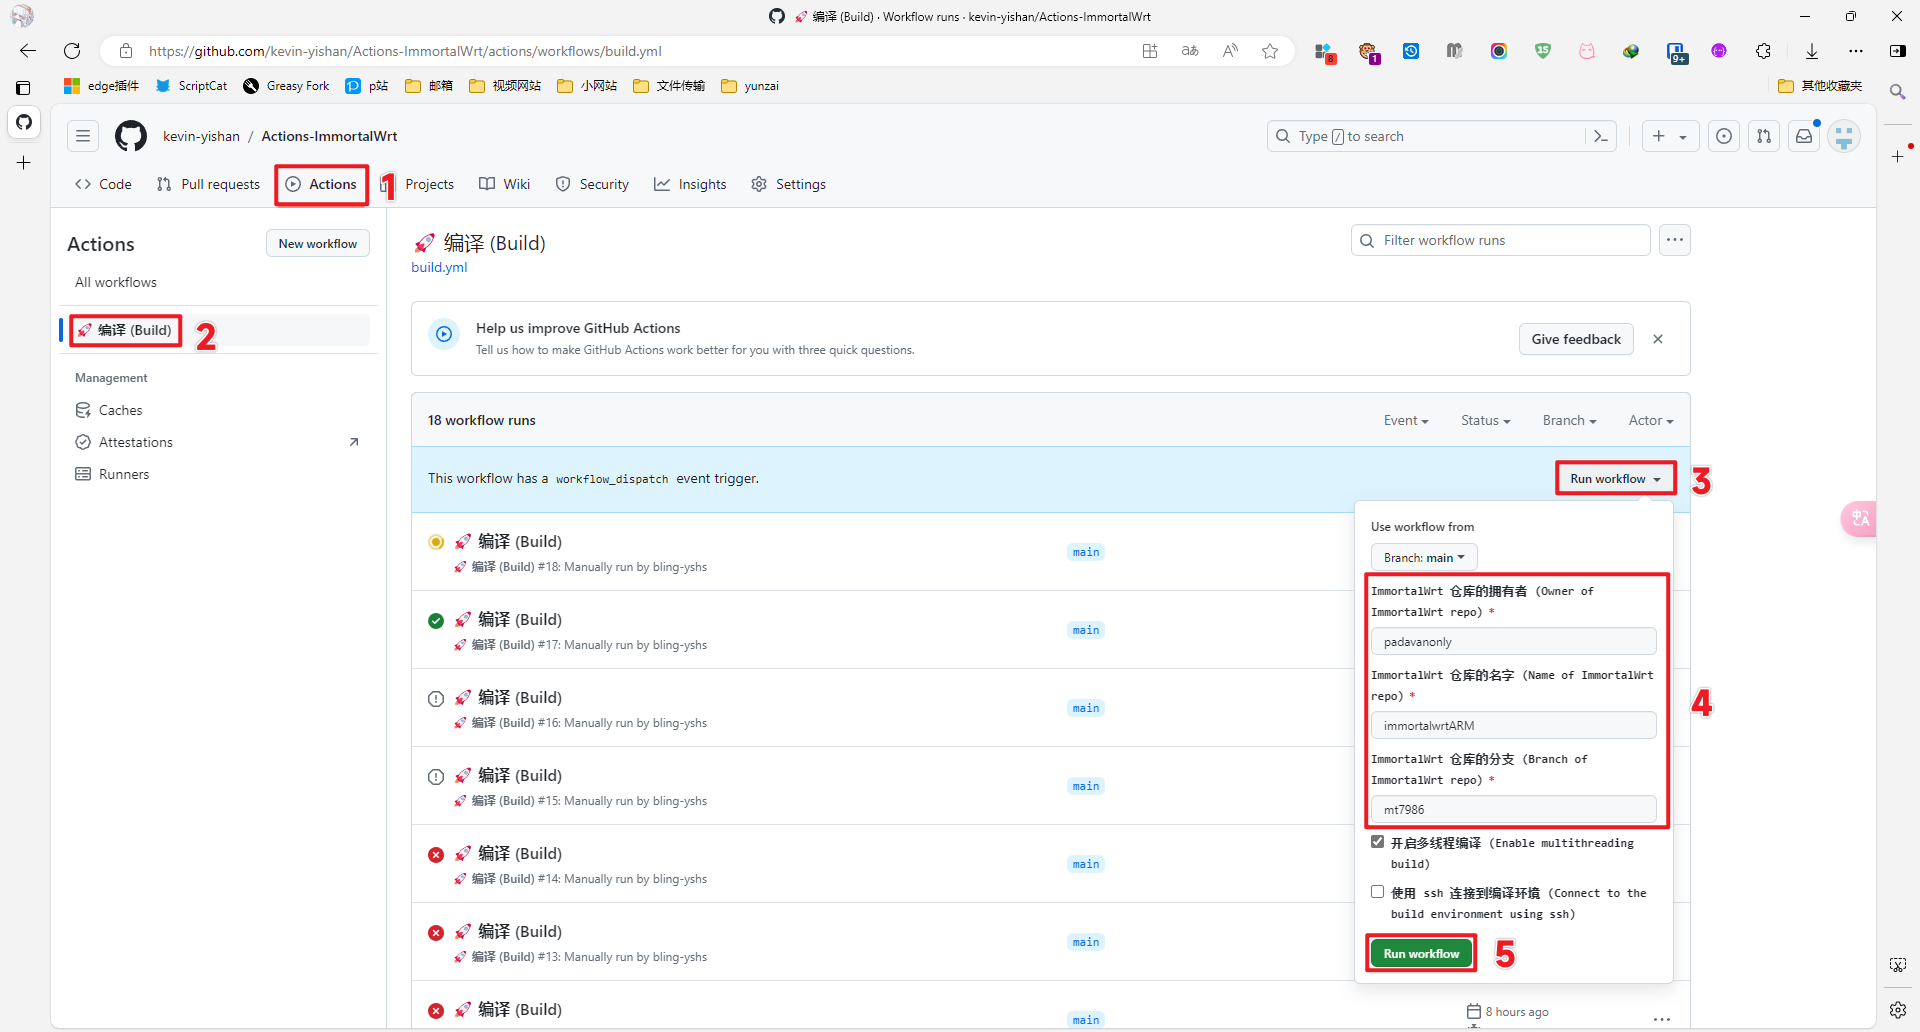 🚀 编译 (Build) · Workflow runs · kevin-yishan/Actions-ImmortalWrt
https://github.com/kevin-yishan/Actions-ImmortalWrt/actions/workflows/build.yml
edge插件 ScriptCat Greasy Fork p站 邮箱 视频网站 小网站 文件传输 yunzai 其他收藏夹
kevin-yishan / Actions-ImmortalWrt
Type / to search
Code Pull requests Actions 1 Projects Wiki Security Insights Settings
Actions
New workflow
All workflows
🚀 编译 (Build) 2
Management
Caches
Attestations
Runners
🚀 编译 (Build)
build.yml
Filter workflow runs
Help us improve GitHub Actions
Tell us how to make GitHub Actions work better for you with three quick questions.
Give feedback
18 workflow runs
Event Status Branch Actor
This workflow has a workflow_dispatch event trigger.
Run workflow 3
🚀 编译 (Build)
🚀 编译 (Build) #18: Manually run by bling-yshs
main
🚀 编译 (Build)
🚀 编译 (Build) #17: Manually run by bling-yshs
main
🚀 编译 (Build)
🚀 编译 (Build) #16: Manually run by bling-yshs
main
🚀 编译 (Build)
🚀 编译 (Build) #15: Manually run by bling-yshs
main
🚀 编译 (Build)
🚀 编译 (Build) #14: Manually run by bling-yshs
main
🚀 编译 (Build)
🚀 编译 (Build) #13: Manually run by bling-yshs
main
🚀 编译 (Build)
main
8 hours ago
Use workflow from
Branch: main
ImmortalWrt 仓库的拥有者 (Owner of
ImmortalWrt repo) *
padavanonly
ImmortalWrt 仓库的名字 (Name of ImmortalWrt
repo) *
immortalwrtARM
4
ImmortalWrt 仓库的分支 (Branch of
ImmortalWrt repo) *
mt7986
开启多线程编译 (Enable multithreading
build)
使用 ssh 连接到编译环境 (Connect to the
build environment using ssh)
Run workflow 5
8
1
15
9+
中A